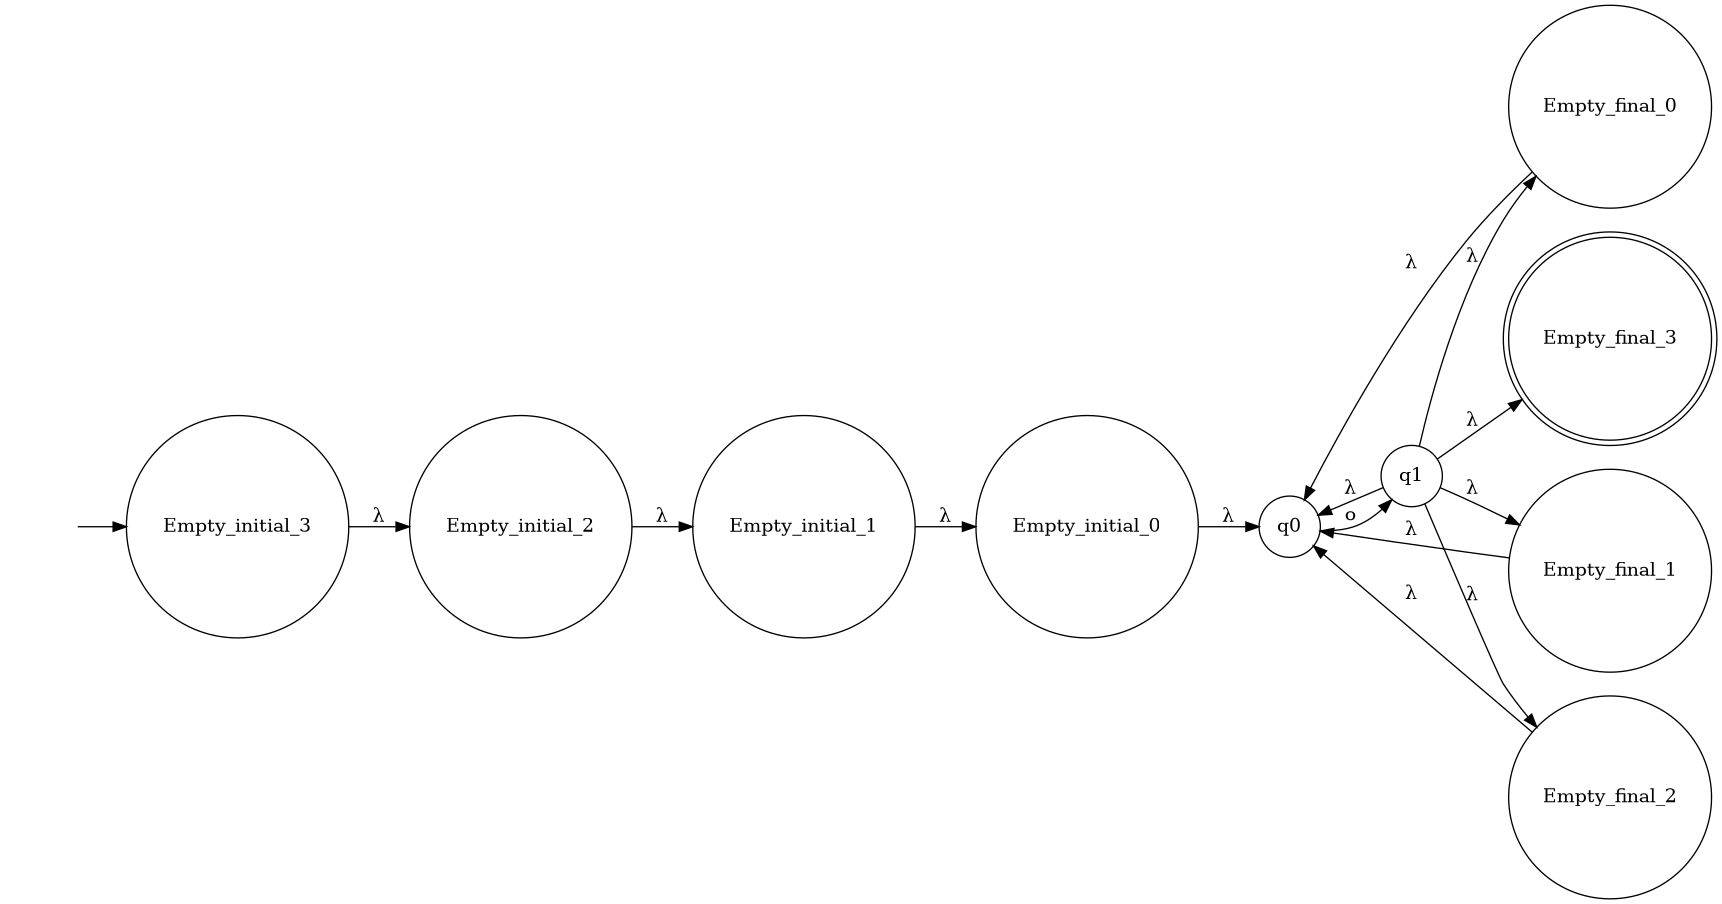 Empty_final_0
λ
λ
Empty_final_3
λ
q1
λ
λ
o
λ
Empty_initial_3
λ
Empty_initial_2
λ
Empty_initial_1
λ
Empty_initial_0
λ
q0
Empty_final_1
λ
λ
Empty_final_2